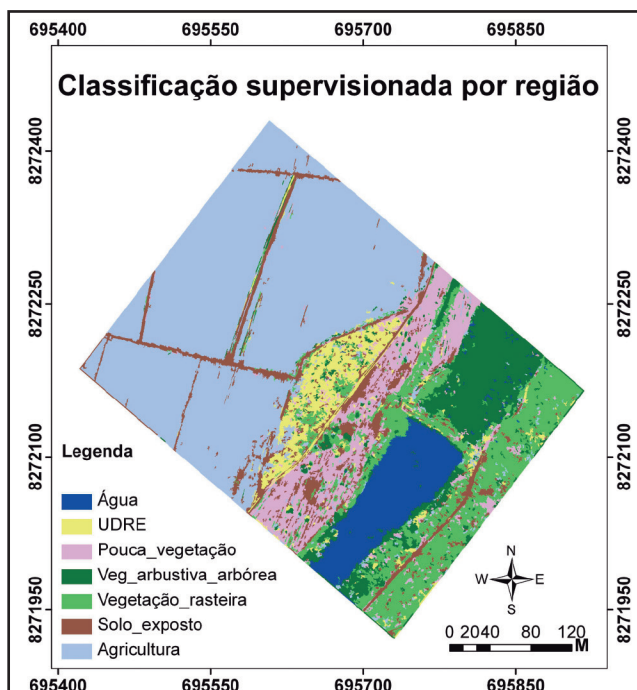 695400 695550 695700 695850
Classificação supervisionada por região
8272400 8272400
8272250 8272250
8272100 8272100
8271950 8271950
Legenda
Água
UDRE
Pouca_vegetação
Veg_arbustiva_arbórea
Vegetação_rasteira
Solo_exposto
Agricultura
N
W E
S
0 20 40 80 120
M
695400 695550 695700 695850